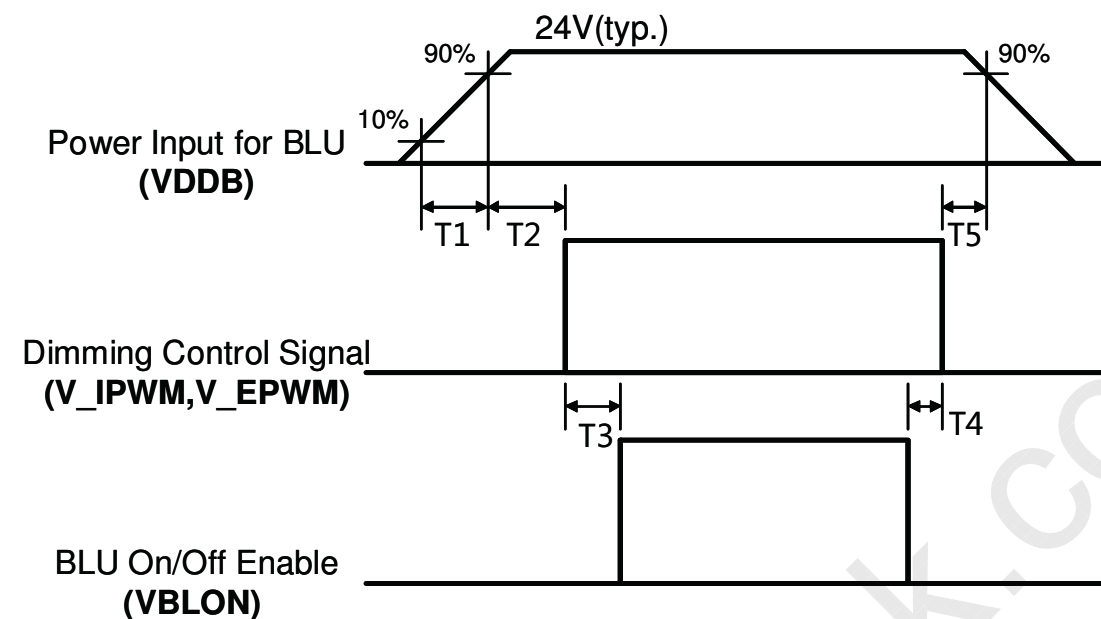 24V(typ.)
90%
90%
10%
Power Input for BLU
(VDDB)
T1
T2
T5
Dimming Control Signal
(V_IPWM,V_EPWM)
T3
T4
BLU On/Off Enable
(VBLON)
k.co